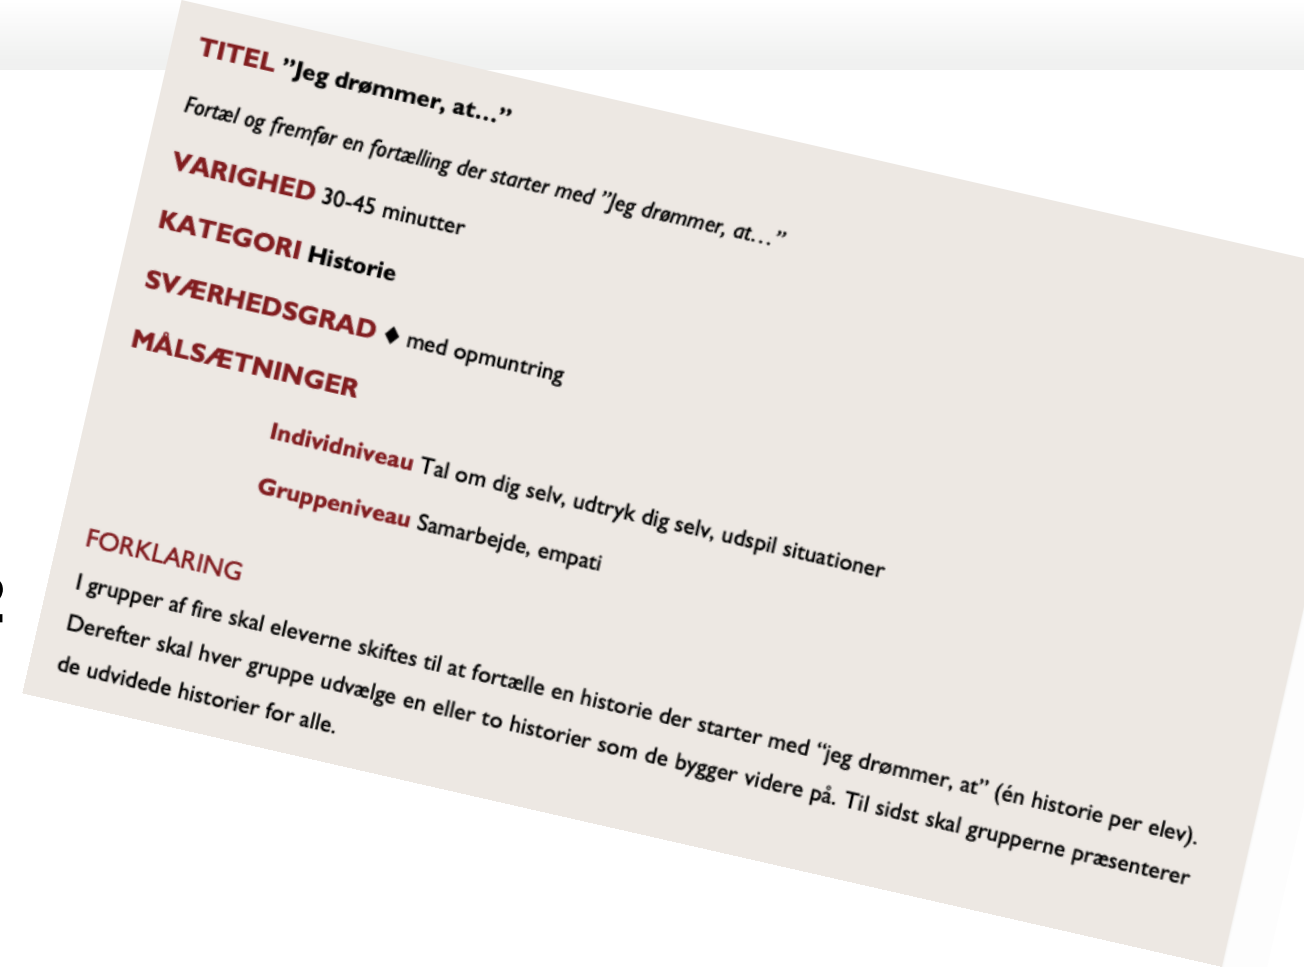 TITEL ”Jeg drømmer, at…”
Fortæl og fremfør en fortælling der starter med ”Jeg drømmer, at…”
VARIGHED 30-45 minutter
KATEGORI Historie
SVÆRHEDSGRAD ♦ med opmuntring
MÅLSÆTNINGER
Individniveau Tal om dig selv, udtryk dig selv, udspil situationer
Gruppeniveau Samarbejde, empati
FORKLARING
I grupper af fire skal eleverne skiftes til at fortælle en historie der starter med “jeg drømmer, at” (én historie per elev).
Derefter skal hver gruppe udvælge en eller to historier som de bygger videre på. Til sidst skal grupperne præsenterer
de udvidede historier for alle.